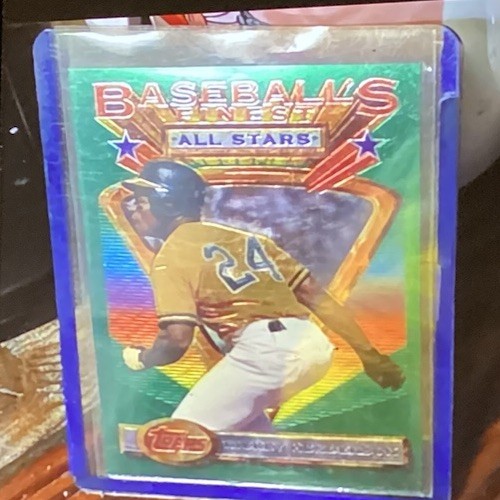 BASEBALL'S
FINEST
ALL STARS
24
TOPPS